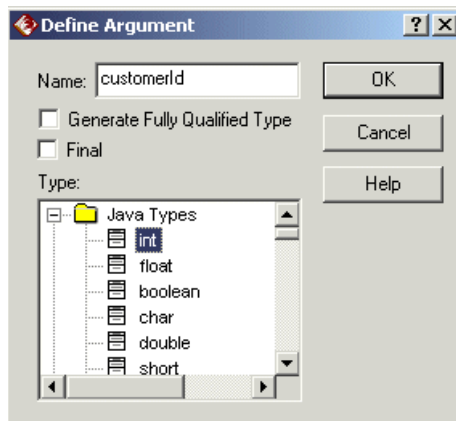 Define Argument
Name: customerId
OK
Generate Fully Qualified Type
Cancel
Final
Type:
Help
Java Types
int
float
boolean
char
double
short